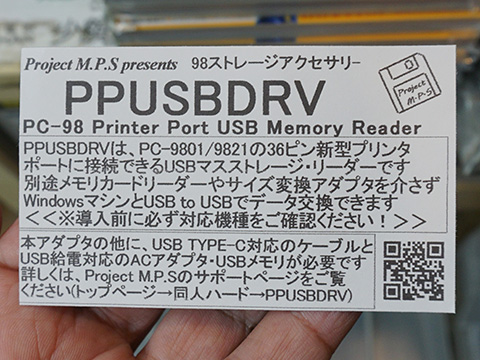 Project M.P.S presents 98ストレージアクセサリー
Project M.P.S
PPUSBDRV
PC-98 Printer Port USB Memory Reader
PPUSBDRVは、PC-9801/9821の36ピン新型プリンタ
ポートに接続できるUSBマスストレージ・リーダーです
別途メモリカードリーダーやサイズ変換アダプタを介さず
WindowsマシンとUSB to USBでデータ交換できます
<<※導入前に必ず対応機種をご確認ください！>>
本アダプタの他に、USB TYPE-C対応のケーブルと
USB給電対応のACアダプタ・USBメモリが必要です
詳しくは、Project M.P.Sのサポートページをご覧
ください(トップページ→同人ハード→PPUSBDRV)